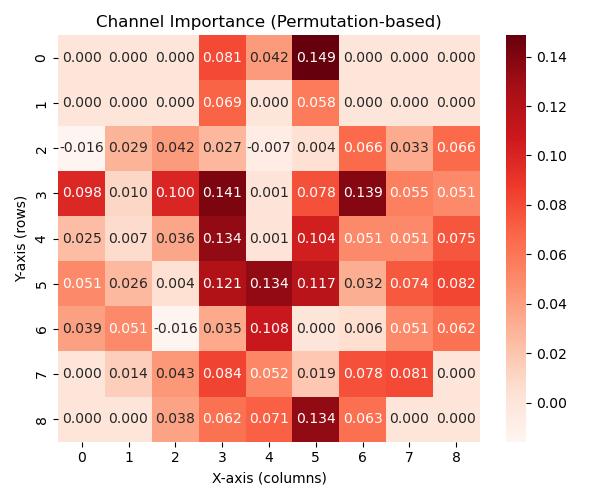 Channel Importance (Permutation-based)
0 0.000 0.000 0.000 0.081 0.042 0.149 0.000 0.000 0.000
1 0.000 0.000 0.000 0.069 0.000 0.058 0.000 0.000 0.000
2 -0.016 0.029 0.042 0.027 -0.007 0.004 0.066 0.033 0.066
3 0.098 0.010 0.100 0.141 0.001 0.078 0.139 0.055 0.051
4 0.025 0.007 0.036 0.134 0.001 0.104 0.051 0.051 0.075
5 0.051 0.026 0.004 0.121 0.134 0.117 0.032 0.074 0.082
6 0.039 0.051 -0.016 0.035 0.108 0.000 0.006 0.051 0.062
7 0.000 0.014 0.043 0.084 0.052 0.019 0.078 0.081 0.000
8 0.000 0.000 0.038 0.062 0.071 0.134 0.063 0.000 0.000
0 1 2 3 4 5 6 7 8
X-axis (columns)
Y-axis (rows)
0.14
0.12
0.10
0.08
0.06
0.04
0.02
0.00